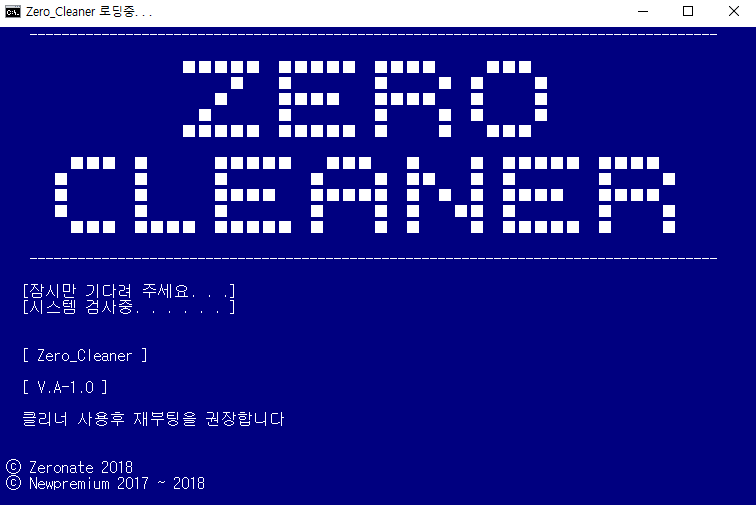 Zero_Cleaner 로딩중...
ZERO
CLEANER
[잠시만 기다려 주세요. . .]
[시스템 검사중. . . . . . ]
[ Zero_Cleaner ]
[ V.A-1.0 ]
클리너 사용후 재부팅을 권장합니다
ⓒ Zeronate 2018
ⓒ Newpremium 2017 ~ 2018